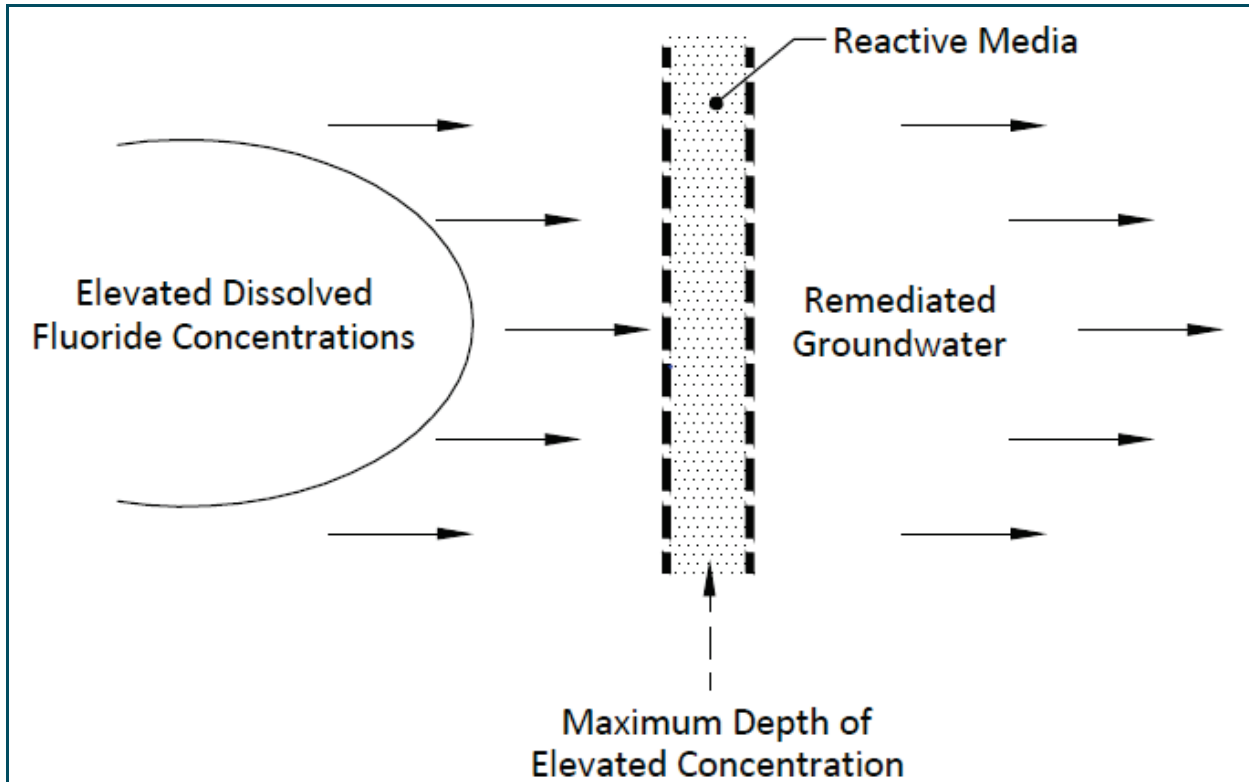 Reactive Media
Elevated Dissolved
Fluoride Concentrations
Remediated
Groundwater
Maximum Depth of
Elevated Concentration